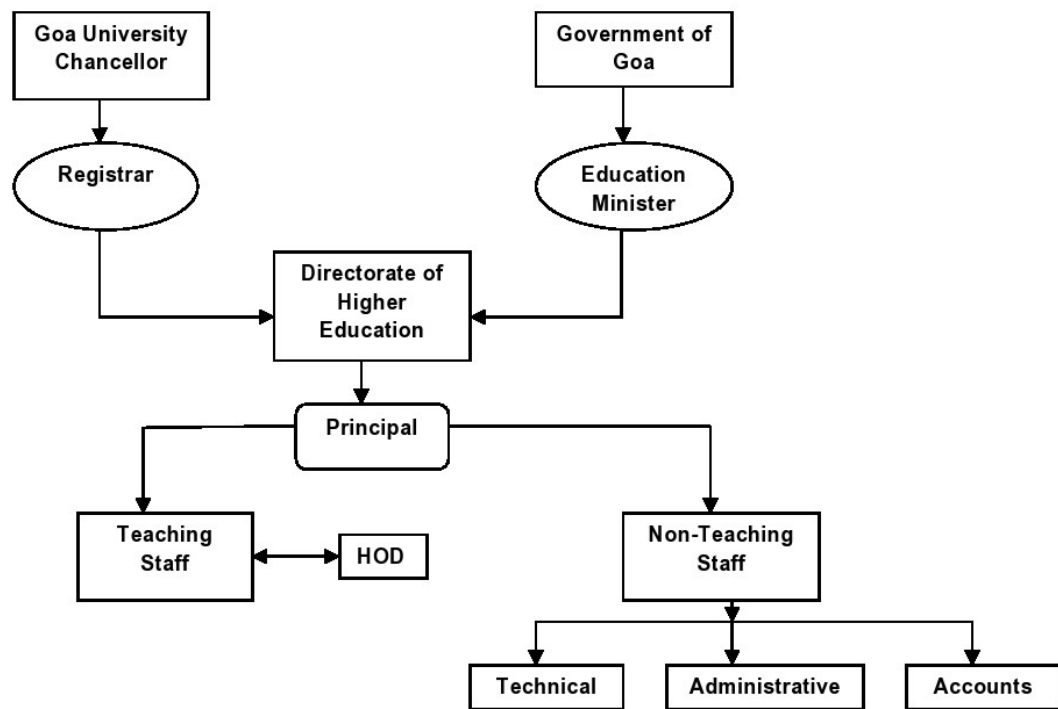 Goa University
Chancellor
Government of
Goa
Registrar
Education
Minister
Directorate of
Higher
Education
Principal
Teaching
Staff
HOD
Non-Teaching
Staff
Technical
Administrative
Accounts